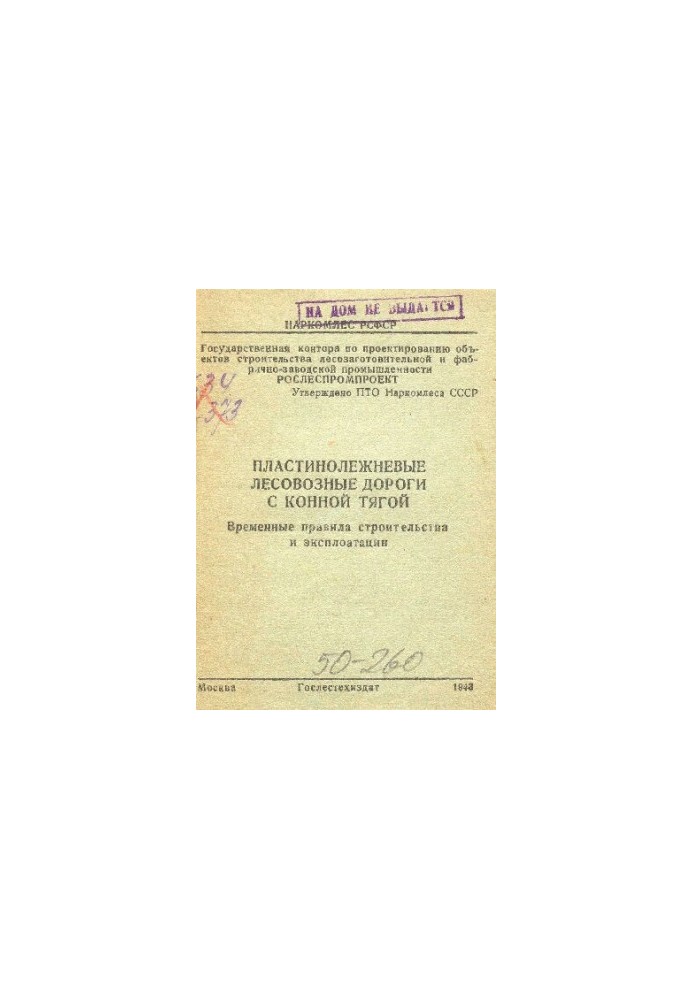 НА ДОМ НЕ ВЫДАЕТСЯ
НАРКОМЛЕС РСФСР
Государственная контора по проектированию объ-
ектов строительства лесозаготовительной и фаб-
рично-заводской промышленности
РОСЛЕСПРОМПРОЕКТ
Утверждено ПТО Наркомлеса СССР
ПЛАСТИНОЛЕЖНЕВЫЕ
ЛЕСОВОЗНЫЕ ДОРОГИ
С КОННОЙ ТЯГОЙ
Временные правила строительства
и эксплоатации
50-260
Москва Гослестехиздат